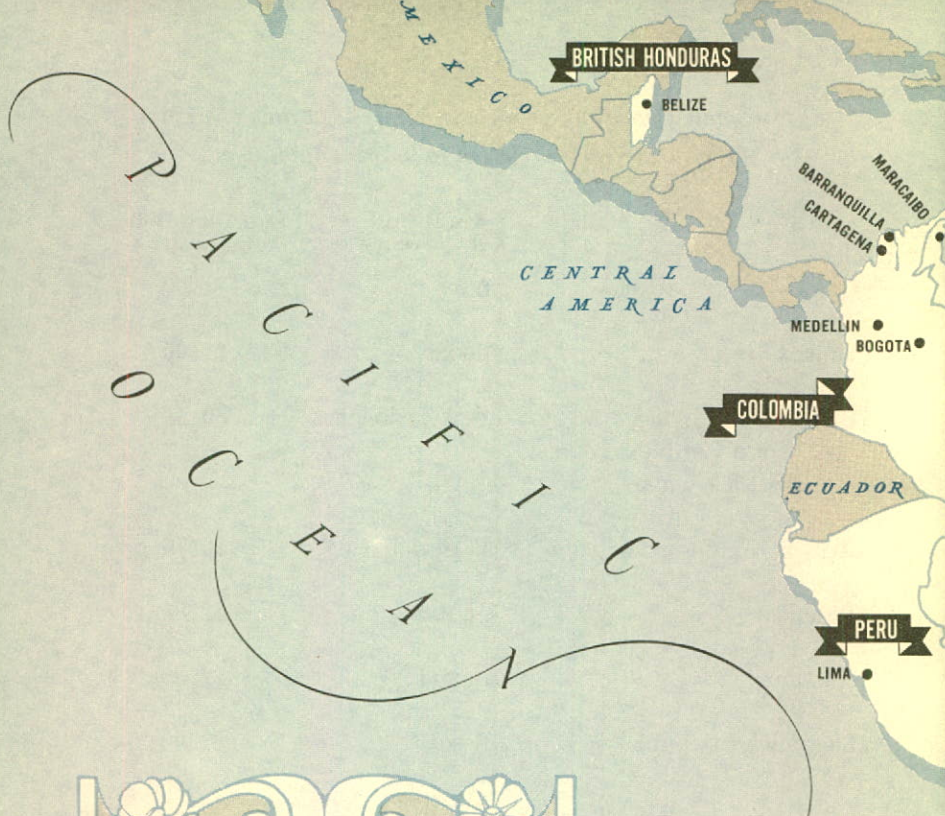 MEXICO
BRITISH HONDURAS
BELIZE
MARACAIBO
BARRANQUILLA
CARTAGENA
PACIFIC
OCEAN
CENTRAL
AMERICA
MEDELLIN
BOGOTA
COLOMBIA
ECUADOR
PERU
LIMA